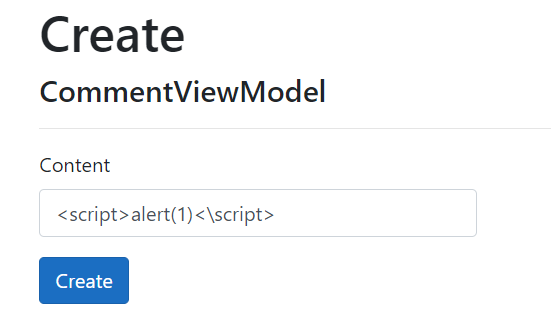 Create
CommentViewModel
Content
<script>alert(1)<\script>
Create